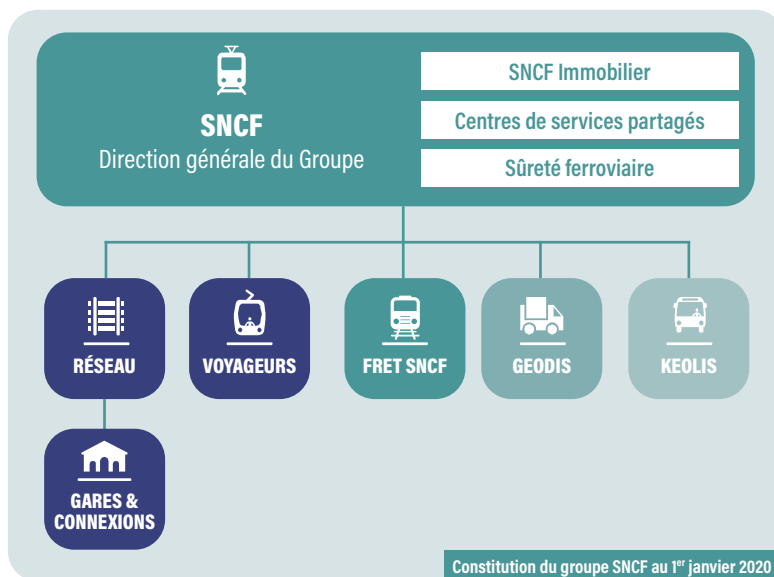 SNCF
Direction générale du Groupe
SNCF Immobilier
Centres de services partagés
Sûreté ferroviaire
RÉSEAU
VOYAGEURS
FRET SNCF
GEODIS
KEOLIS
GARES &
CONNEXIONS
Constitution du groupe SNCF au 1er janvier 2020